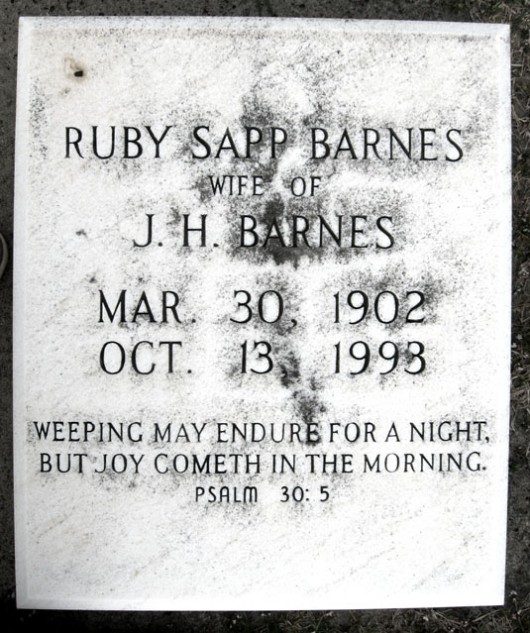 RUBY SAPP BARNES
WIFE OF
J. H. BARNES
MAR. 30, 1902
OCT. 13, 1993
WEEPING MAY ENDURE FOR A NIGHT,
BUT JOY COMETH IN THE MORNING.
PSALM 30: 5